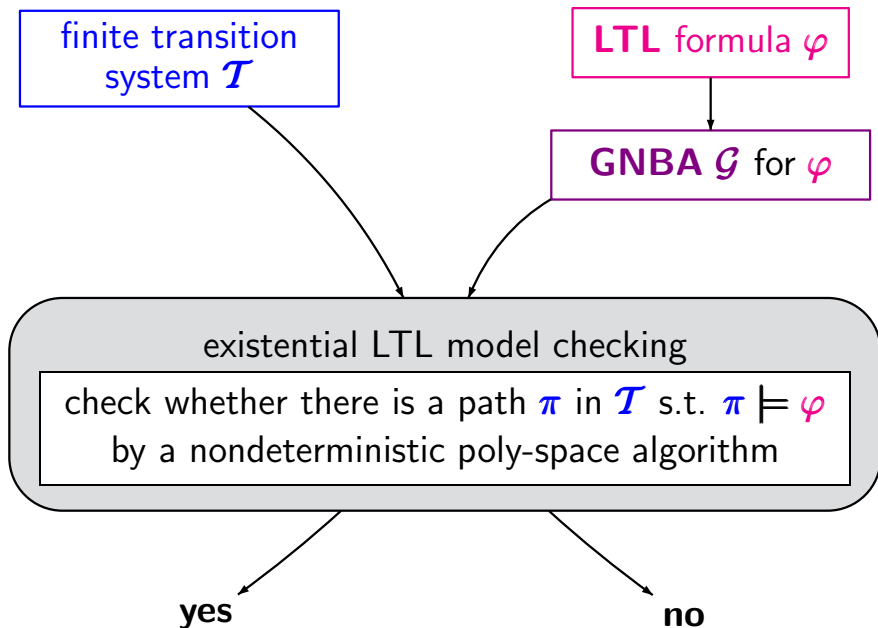 finite transition
system 𝓣
LTL formula φ
GNBA 𝓖 for φ
existential LTL model checking
check whether there is a path π in 𝓣 s.t. π ⊨ φ
by a nondeterministic poly-space algorithm
yes
no